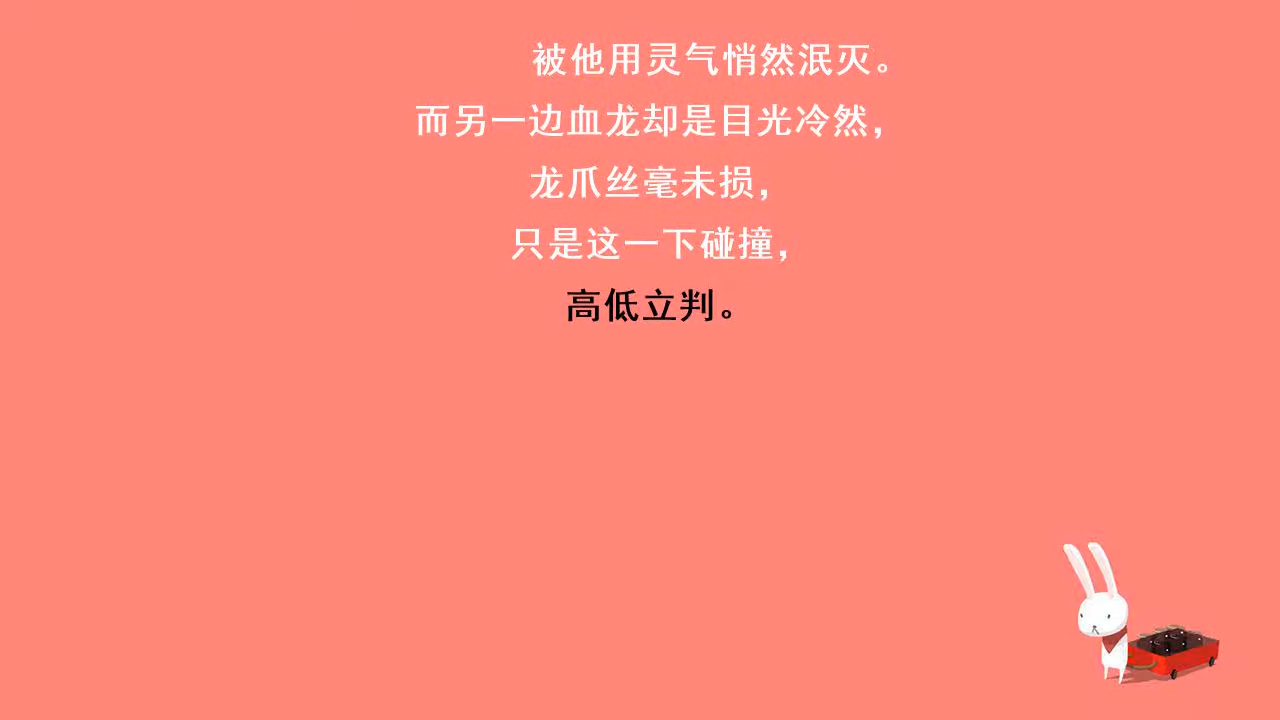 被他用灵气悄然泯灭。
而另一边血龙却是目光冷然，
龙爪丝毫未损，
只是这一下碰撞，
高低立判。